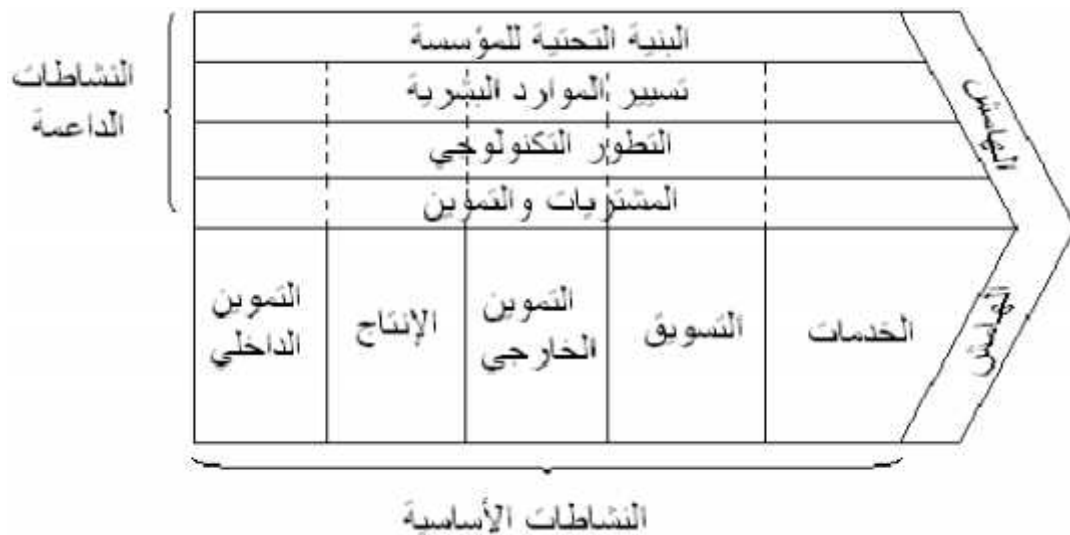 البنية التحتية للمؤسسة
النشاطات
الداعمة
تسيير الموارد البشرية
التطور التكنولوجي
المشتريات والتموين
الهامش
التموين
الداخلي
الإنتاج
التموين
الخارجي
التسويق
الخدمات
الهامش
النشاطات الأساسية